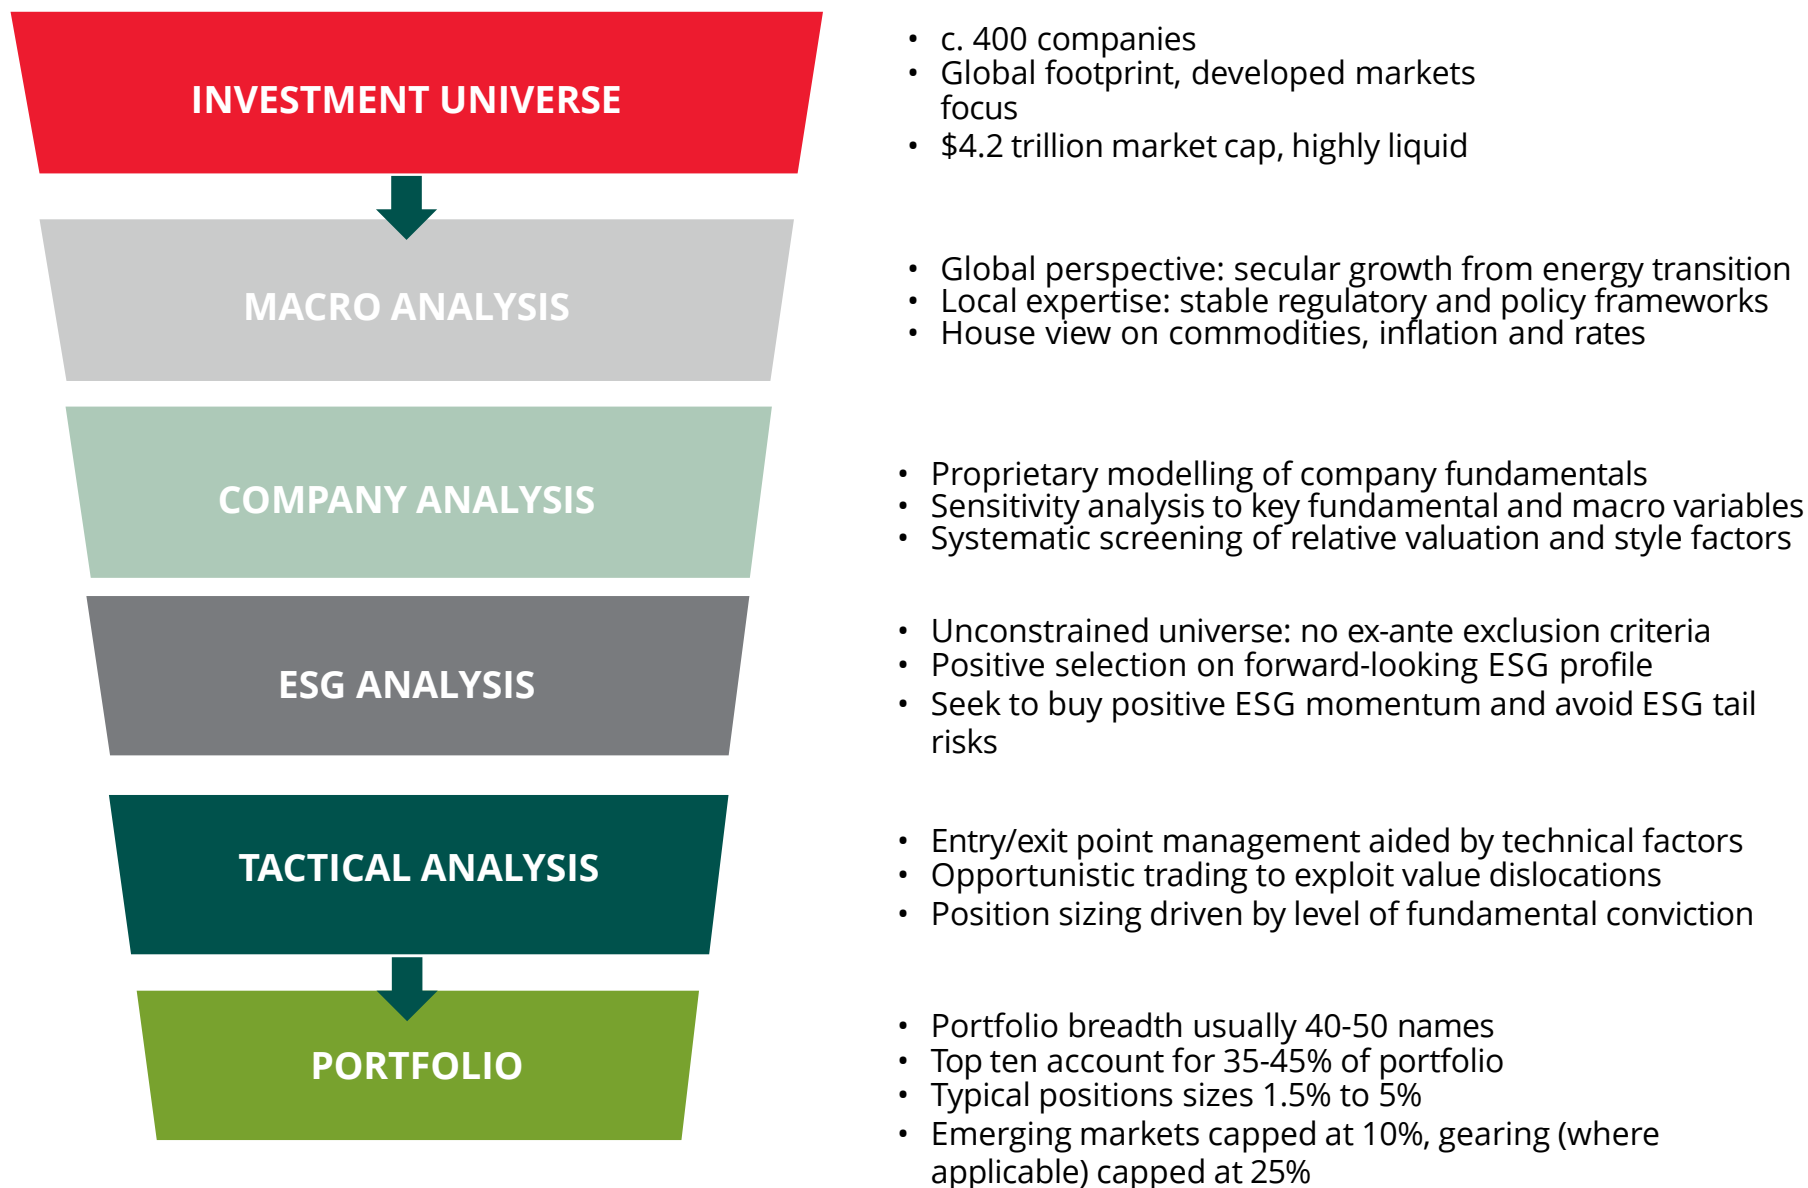 INVESTMENT UNIVERSE
• c. 400 companies
• Global footprint, developed markets
focus
• $4.2 trillion market cap, highly liquid
MACRO ANALYSIS
• Global perspective: secular growth from energy transition
• Local expertise: stable regulatory and policy frameworks
• House view on commodities, inflation and rates
COMPANY ANALYSIS
• Proprietary modelling of company fundamentals
• Sensitivity analysis to key fundamental and macro variables
• Systematic screening of relative valuation and style factors
ESG ANALYSIS
• Unconstrained universe: no ex-ante exclusion criteria
• Positive selection on forward-looking ESG profile
• Seek to buy positive ESG momentum and avoid ESG tail
risks
TACTICAL ANALYSIS
• Entry/exit point management aided by technical factors
• Opportunistic trading to exploit value dislocations
• Position sizing driven by level of fundamental conviction
PORTFOLIO
• Portfolio breadth usually 40-50 names
• Top ten account for 35-45% of portfolio
• Typical positions sizes 1.5% to 5%
• Emerging markets capped at 10%, gearing (where
applicable) capped at 25%